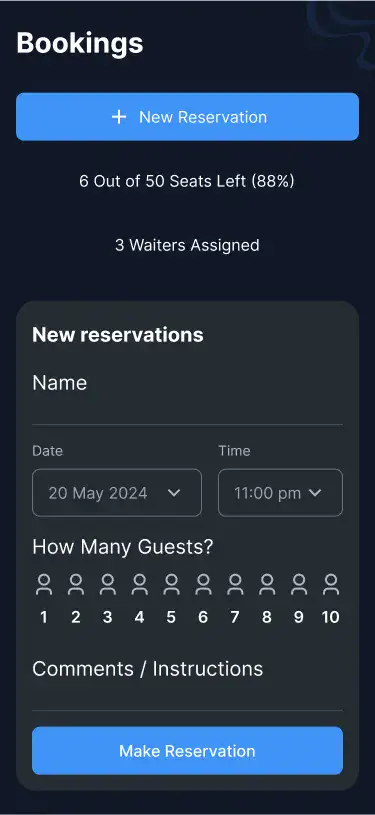 Bookings
+ New Reservation
6 Out of 50 Seats Left (88%)
3 Waiters Assigned
New reservations
Name
Date Time
20 May 2024 11:00 pm
How Many Guests?
1 2 3 4 5 6 7 8 9 10
Comments / Instructions
Make Reservation